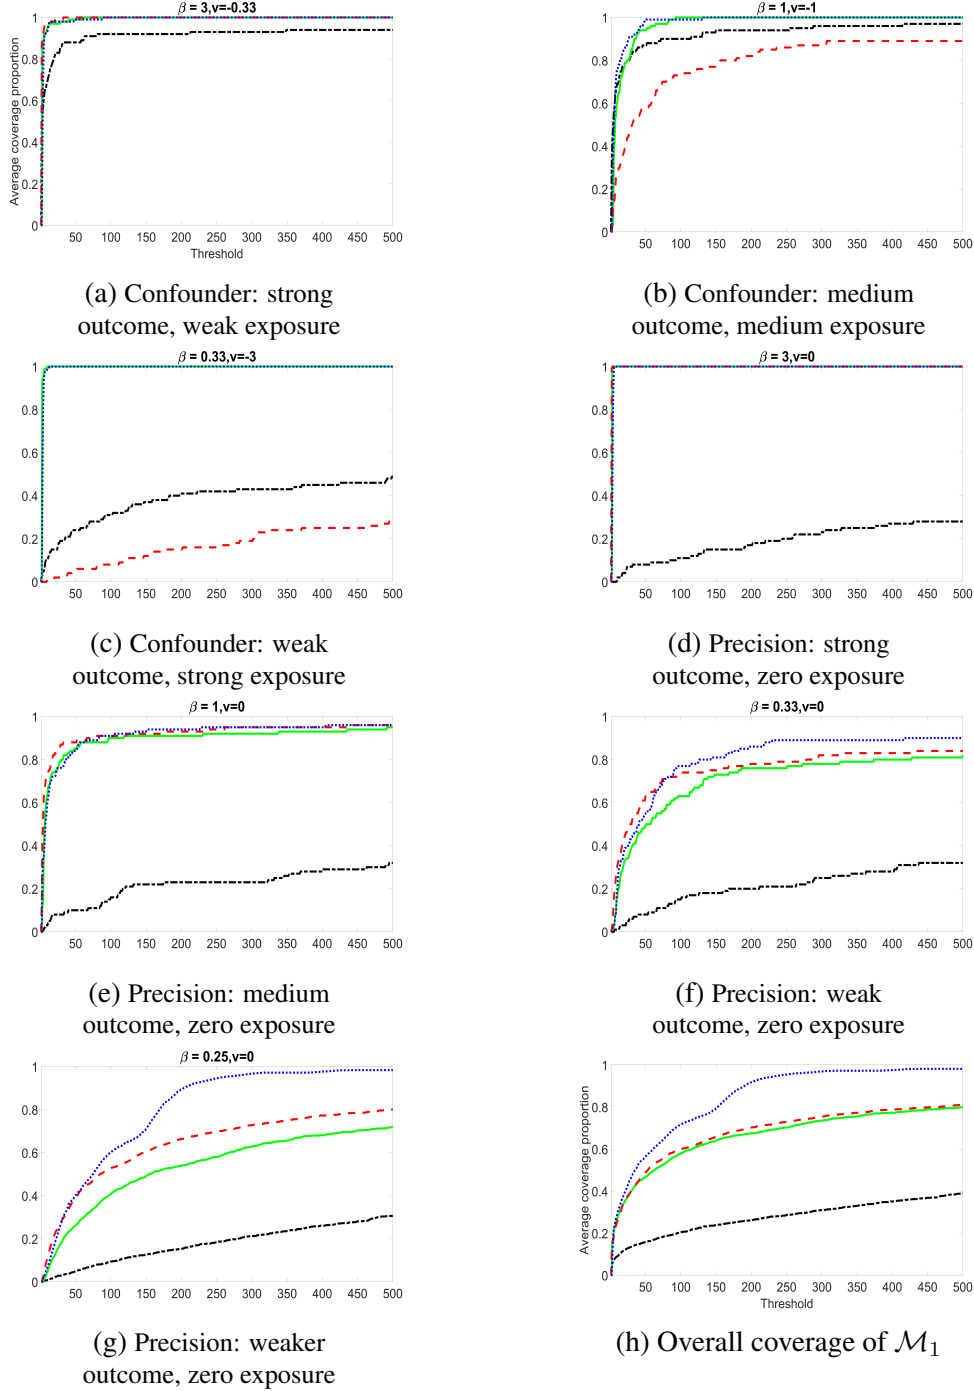 β = 3,v=-0.33
Average coverage proportion
1
0.8
0.6
0.4
0.2
0
50 100 150 200 250 300 350 400 450 500
Threshold
(a) Confounder: strong
outcome, weak exposure
β = 1,v=-1
1
0.8
0.6
0.4
0.2
0
50 100 150 200 250 300 350 400 450 500
(b) Confounder: medium
outcome, medium exposure
β = 0.33,v=-3
1
0.8
0.6
0.4
0.2
0
50 100 150 200 250 300 350 400 450 500
(c) Confounder: weak
outcome, strong exposure
β = 3,v=0
1
0.8
0.6
0.4
0.2
0
50 100 150 200 250 300 350 400 450 500
(d) Precision: strong
outcome, zero exposure
β = 1,v=0
1
0.8
0.6
0.4
0.2
0
50 100 150 200 250 300 350 400 450 500
(e) Precision: medium
outcome, zero exposure
β = 0.33,v=0
1
0.8
0.6
0.4
0.2
0
50 100 150 200 250 300 350 400 450 500
(f) Precision: weak
outcome, zero exposure
β = 0.25,v=0
1
0.8
0.6
0.4
0.2
0
50 100 150 200 250 300 350 400 450 500
(g) Precision: weaker
outcome, zero exposure
Average coverage proportion
1
0.8
0.6
0.4
0.2
0
50 100 150 200 250 300 350 400 450 500
Threshold
(h) Overall coverage of ℳ₁